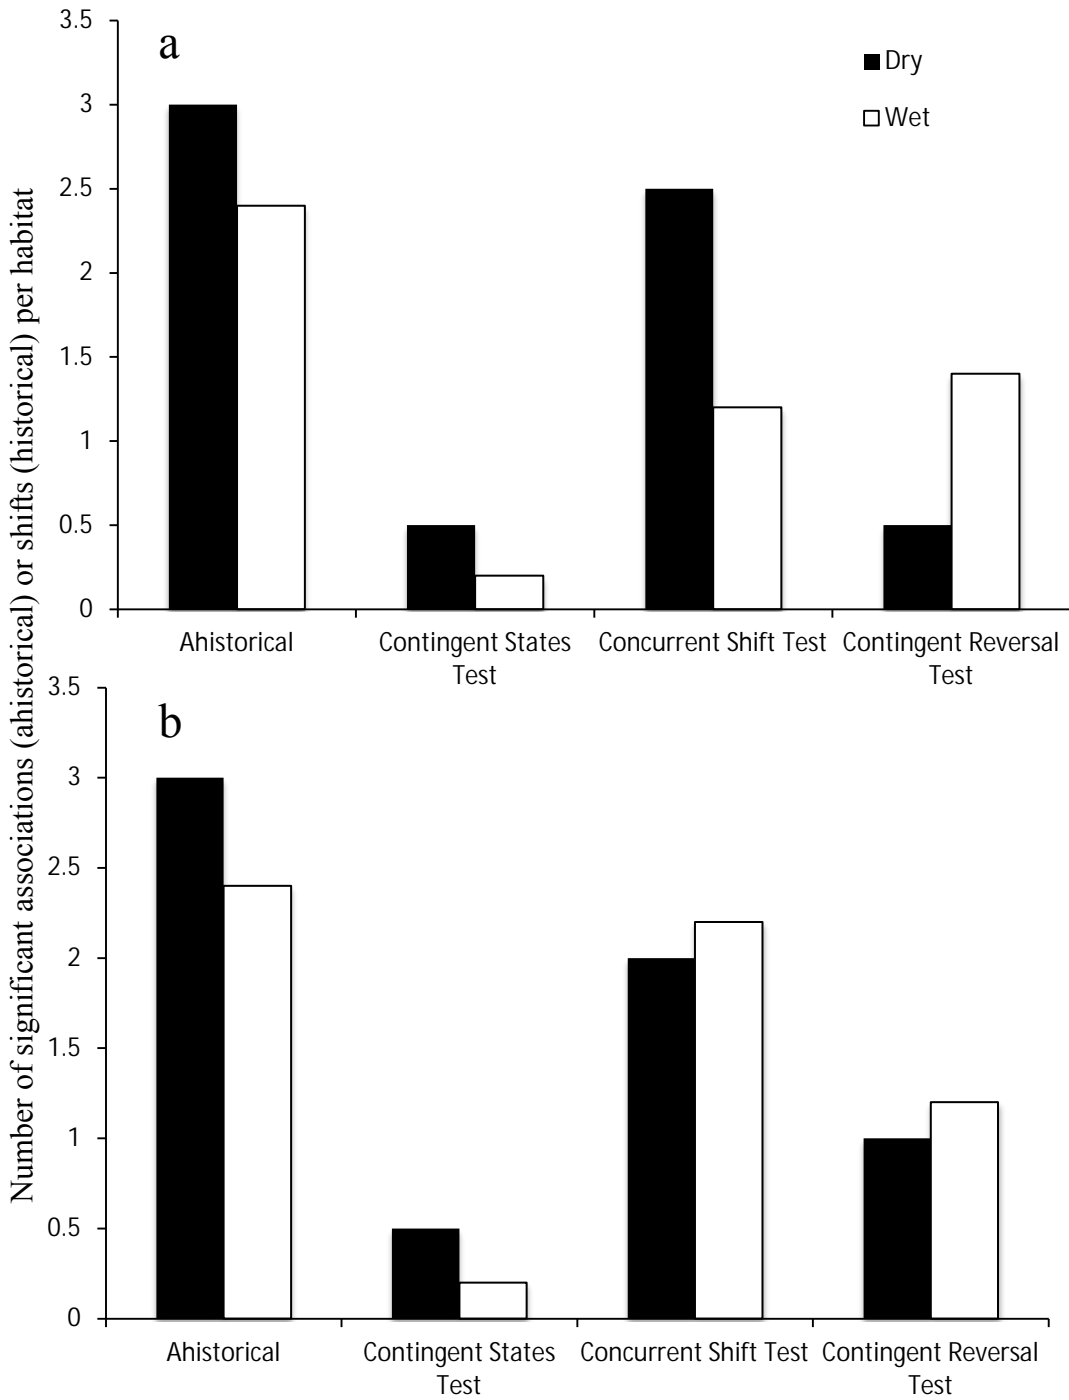 Number of significant associations (ahistorical) or shifts (historical) per habitat
a
Dry
Wet
3.5
3
2.5
2
1.5
1
0.5
0
Ahistorical
Contingent States
Test
Concurrent Shift Test
Contingent Reversal
Test
b
3.5
3
2.5
2
1.5
1
0.5
0
Ahistorical
Contingent States
Test
Concurrent Shift Test
Contingent Reversal
Test